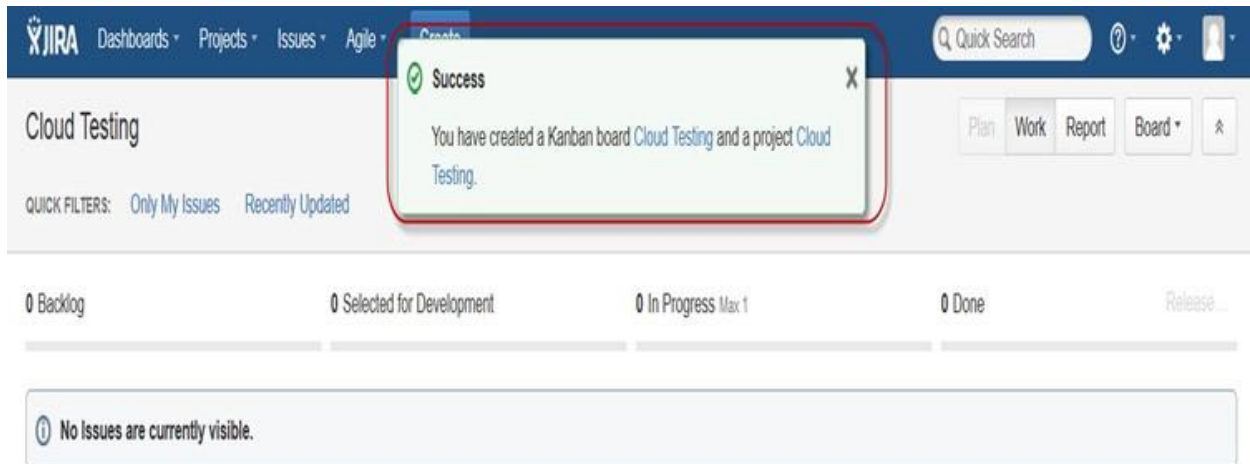 JIRA Dashboards Projects Issues Agile Create Quick Search
Success
Cloud Testing
You have created a Kanban board Cloud Testing and a project Cloud
Testing.
Plan Work Report Board
QUICK FILTERS: Only My Issues Recently Updated
0 Backlog 0 Selected for Development 0 In Progress Max 1 0 Done Release...
No Issues are currently visible.